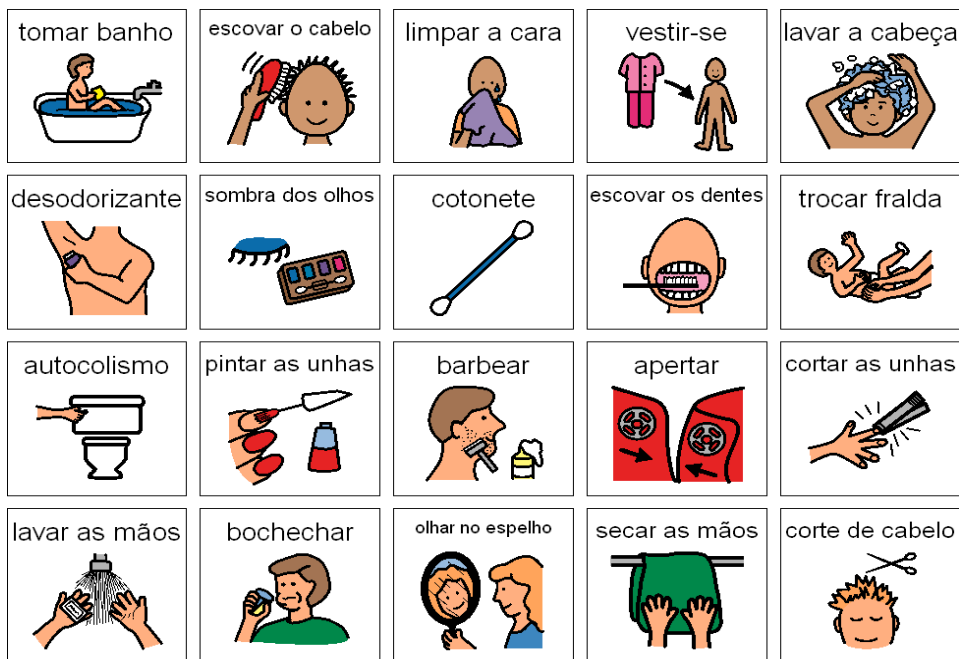 tomar banho
escovar o cabelo
limpar a cara
vestir-se
lavar a cabeça
desodorizante
sombra dos olhos
cotonete
escovar os dentes
trocar fralda
autocolismo
pintar as unhas
barbear
apertar
cortar as unhas
lavar as mãos
bochechar
olhar no espelho
secar as mãos
corte de cabelo